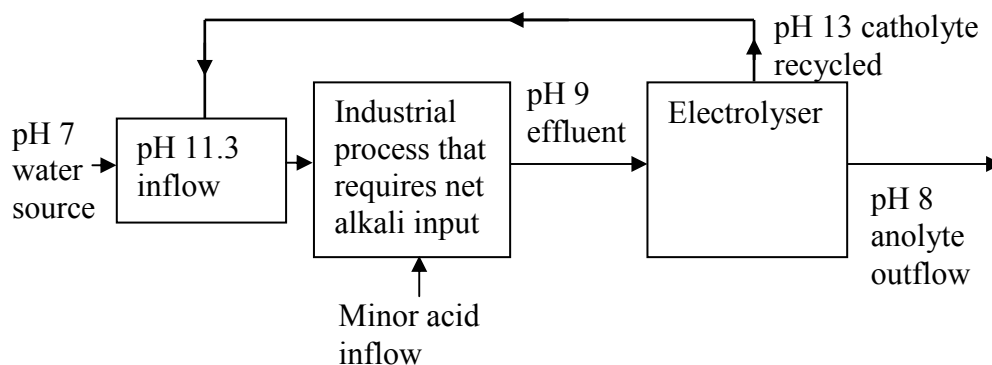 pH 7
water
source
pH 11.3
inflow
Industrial
process that
requires net
alkali input
Minor acid
inflow
pH 9
effluent
Electrolyser
pH 13 catholyte
recycled
pH 8
anolyte
outflow